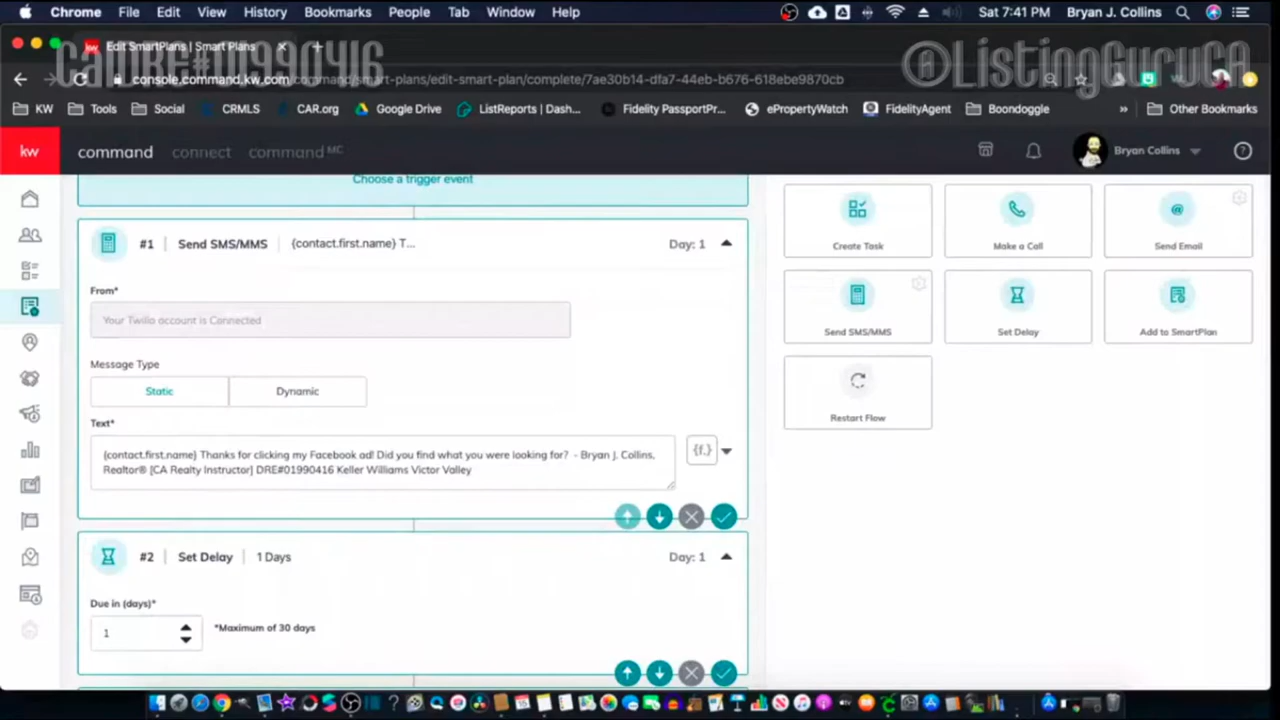 Chrome File Edit View History Bookmarks People Tab Window Help Sat 7:41 PM Bryan J. Collins
Edit SmartPlans | Smart Plans
CalDRE#01990416
@ListingGuruCA
console.command.kw.com/command/smart-plans/edit-smart-plan/complete/7ae30b14-dfa7-44eb-b676-618ebe9870cb
KW Tools Social CRMLS CAR.org Google Drive ListReports | Dash... Fidelity PassportPr... ePropertyWatch FidelityAgent Boondoggle » Other Bookmarks
kw command connect command MC Bryan Collins
Choose a trigger event
#1 Send SMS/MMS {contact.first.name} T... Day: 1
From*
Your Twilio account is Connected
Message Type
Static Dynamic
Text*
{contact.first.name} Thanks for clicking my Facebook ad! Did you find what you were looking for? - Bryan J. Collins,
Realtor® [CA Realty Instructor] DRE#01990416 Keller Williams Victor Valley
{f.}
#2 Set Delay 1 Days Day: 1
Due in (days)*
1 *Maximum of 30 days
Create Task Make a Call Send Email
Send SMS/MMS Set Delay Add to SmartPlan
Restart Flow